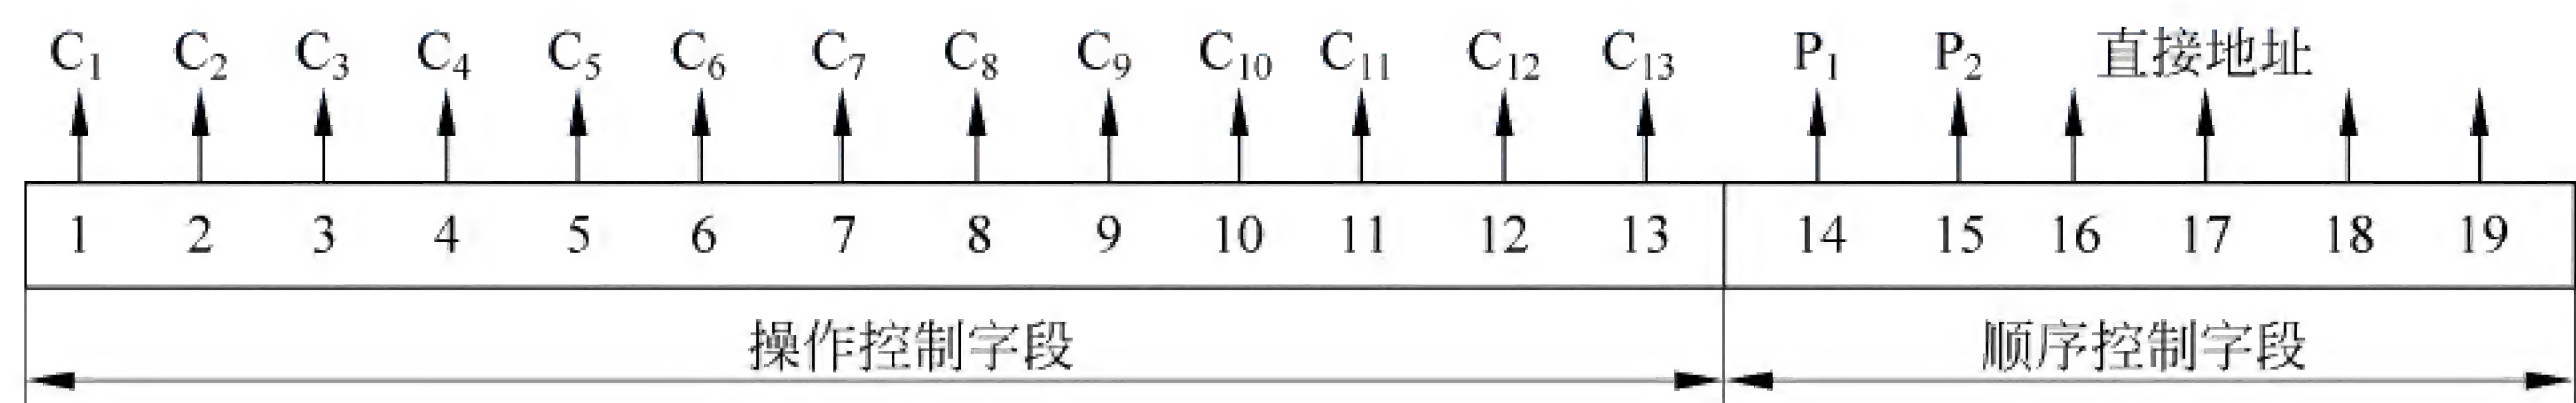 C₁ C₂ C₃ C₄ C₅ C₆ C₇ C₈ C₉ C₁₀ C₁₁ C₁₂ C₁₃ P₁ P₂ 直接地址
1 2 3 4 5 6 7 8 9 10 11 12 13 14 15 16 17 18 19
操作控制字段 顺序控制字段